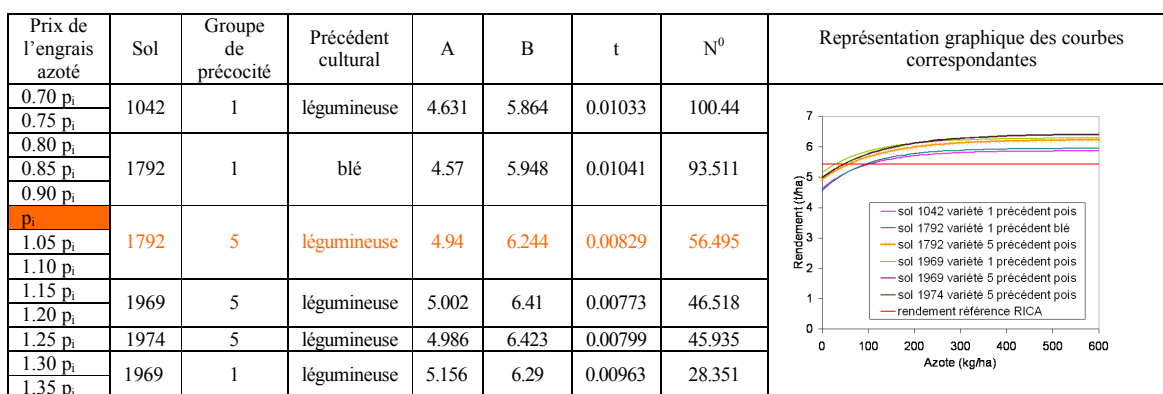 Prix de l'engrais azoté Sol Groupe de précocité Précédent cultural A B t N⁰ Représentation graphique des courbes correspondantes
0.70 pᵢ
0.75 pᵢ
1042 1 légumineuse 4.631 5.864 0.01033 100.44
0.80 pᵢ
0.85 pᵢ
0.90 pᵢ
1792 1 blé 4.57 5.948 0.01041 93.511
pᵢ
1.05 pᵢ
1.10 pᵢ
1792 5 légumineuse 4.94 6.244 0.00829 56.495
1.15 pᵢ
1.20 pᵢ
1969 5 légumineuse 5.002 6.41 0.00773 46.518
1.25 pᵢ 1974 5 légumineuse 4.986 6.423 0.00799 45.935
1.30 pᵢ
1.35 pᵢ
1969 1 légumineuse 5.156 6.29 0.00963 28.351
Rendement (t/ha)
7
6
5
4
3
2
1
0
sol 1042 variété 1 précédent pois
sol 1792 variété 1 précédent blé
sol 1792 variété 5 précédent pois
sol 1969 variété 1 précédent pois
sol 1969 variété 5 précédent pois
sol 1974 variété 5 précédent pois
rendement référence RICA
0 100 200 300 400 500 600
Azote (kg/ha)